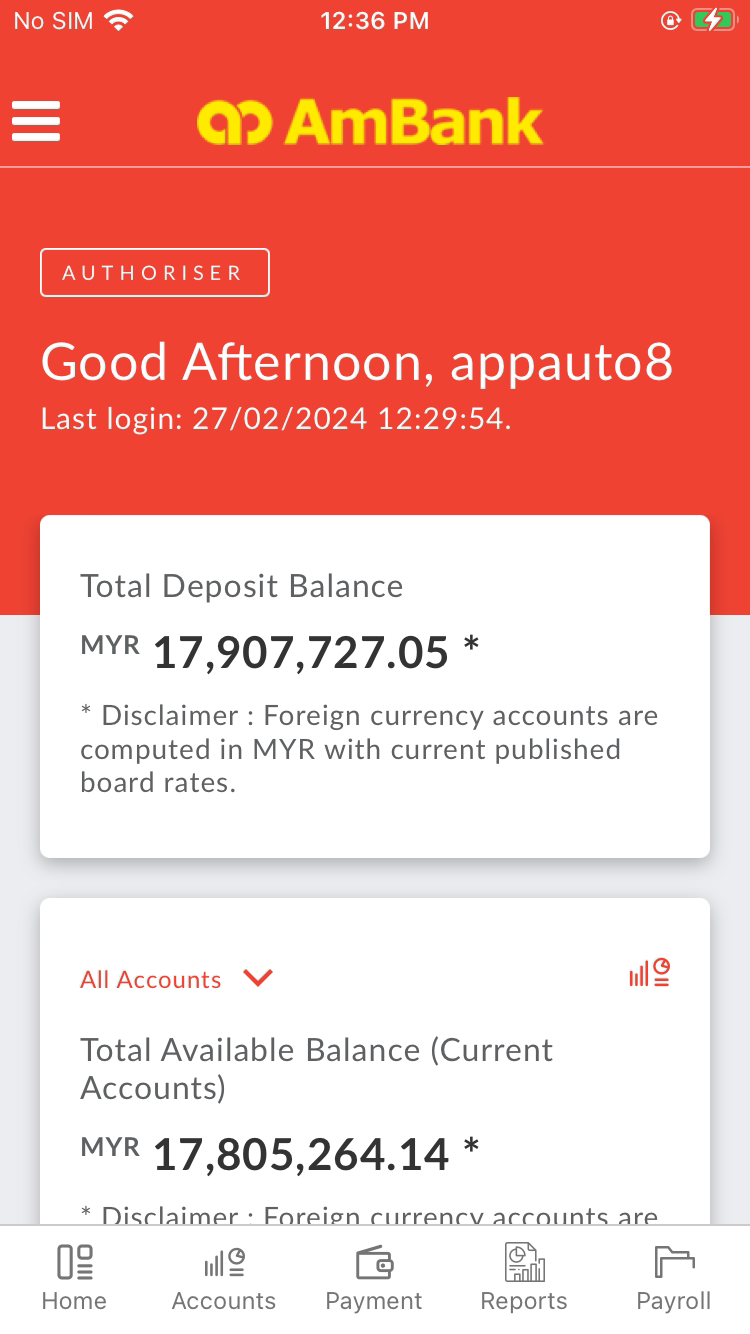 No SIM 12:36 PM
AmBank
AUTHORISER
Good Afternoon, appauto8
Last login: 27/02/2024 12:29:54.
Total Deposit Balance
MYR 17,907,727.05 *
* Disclaimer : Foreign currency accounts are
computed in MYR with current published
board rates.
All Accounts
Total Available Balance (Current
Accounts)
MYR 17,805,264.14 *
* Disclaimer : Foreign currency accounts are
Home Accounts Payment Reports Payroll